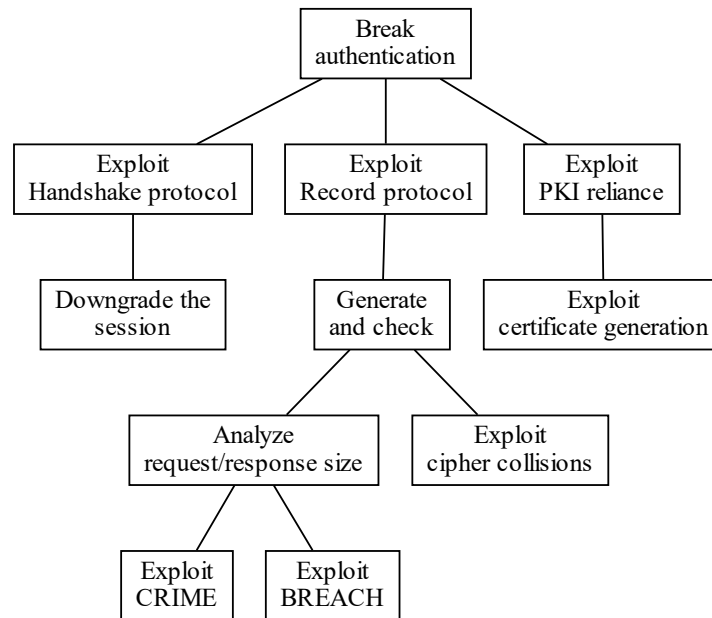 Break
authentication
Exploit
Handshake protocol
Exploit
Record protocol
Exploit
PKI reliance
Downgrade the
session
Generate
and check
Exploit
certificate generation
Analyze
request/response size
Exploit
cipher collisions
Exploit
CRIME
Exploit
BREACH